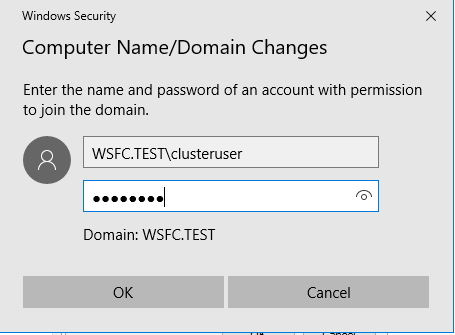 Windows Security
Computer Name/Domain Changes
Enter the name and password of an account with permission
to join the domain.
WSFC.TEST\clusteruser
●●●●●●●●
Domain: WSFC.TEST
OK
Cancel